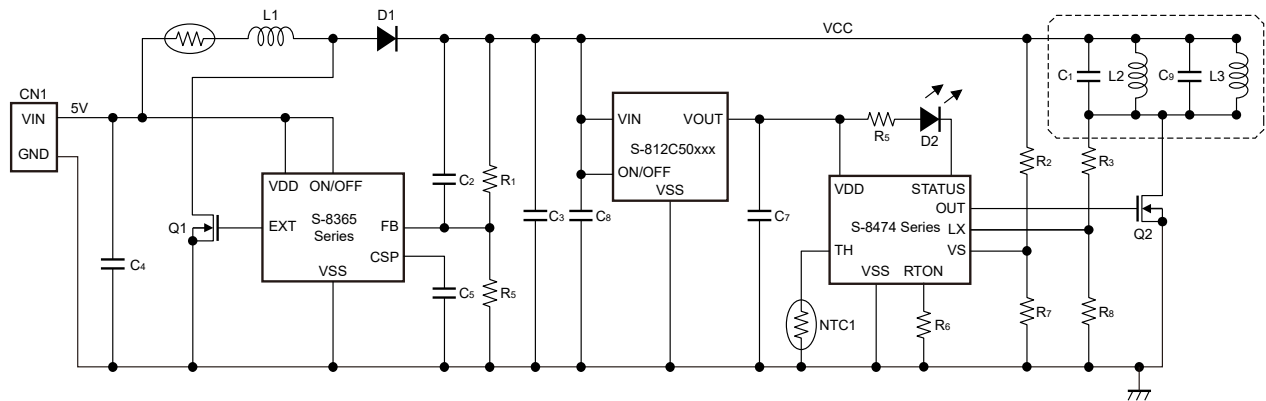 L1
D1
VCC
CN1
5V
VIN
GND
C₁
L2
C₉
L3
VIN
VOUT
S-812C50xxx
ON/OFF
VSS
R₅
D2
C₂
R₁
R₂
R₃
VDD
ON/OFF
S-8365
Series
EXT
FB
CSP
VSS
Q1
C₄
C₃
C₈
C₇
C₅
R₅
VDD
STATUS
OUT
S-8474 Series
LX
TH
VS
VSS
RTON
Q2
NTC1
R₆
R₇
R₈